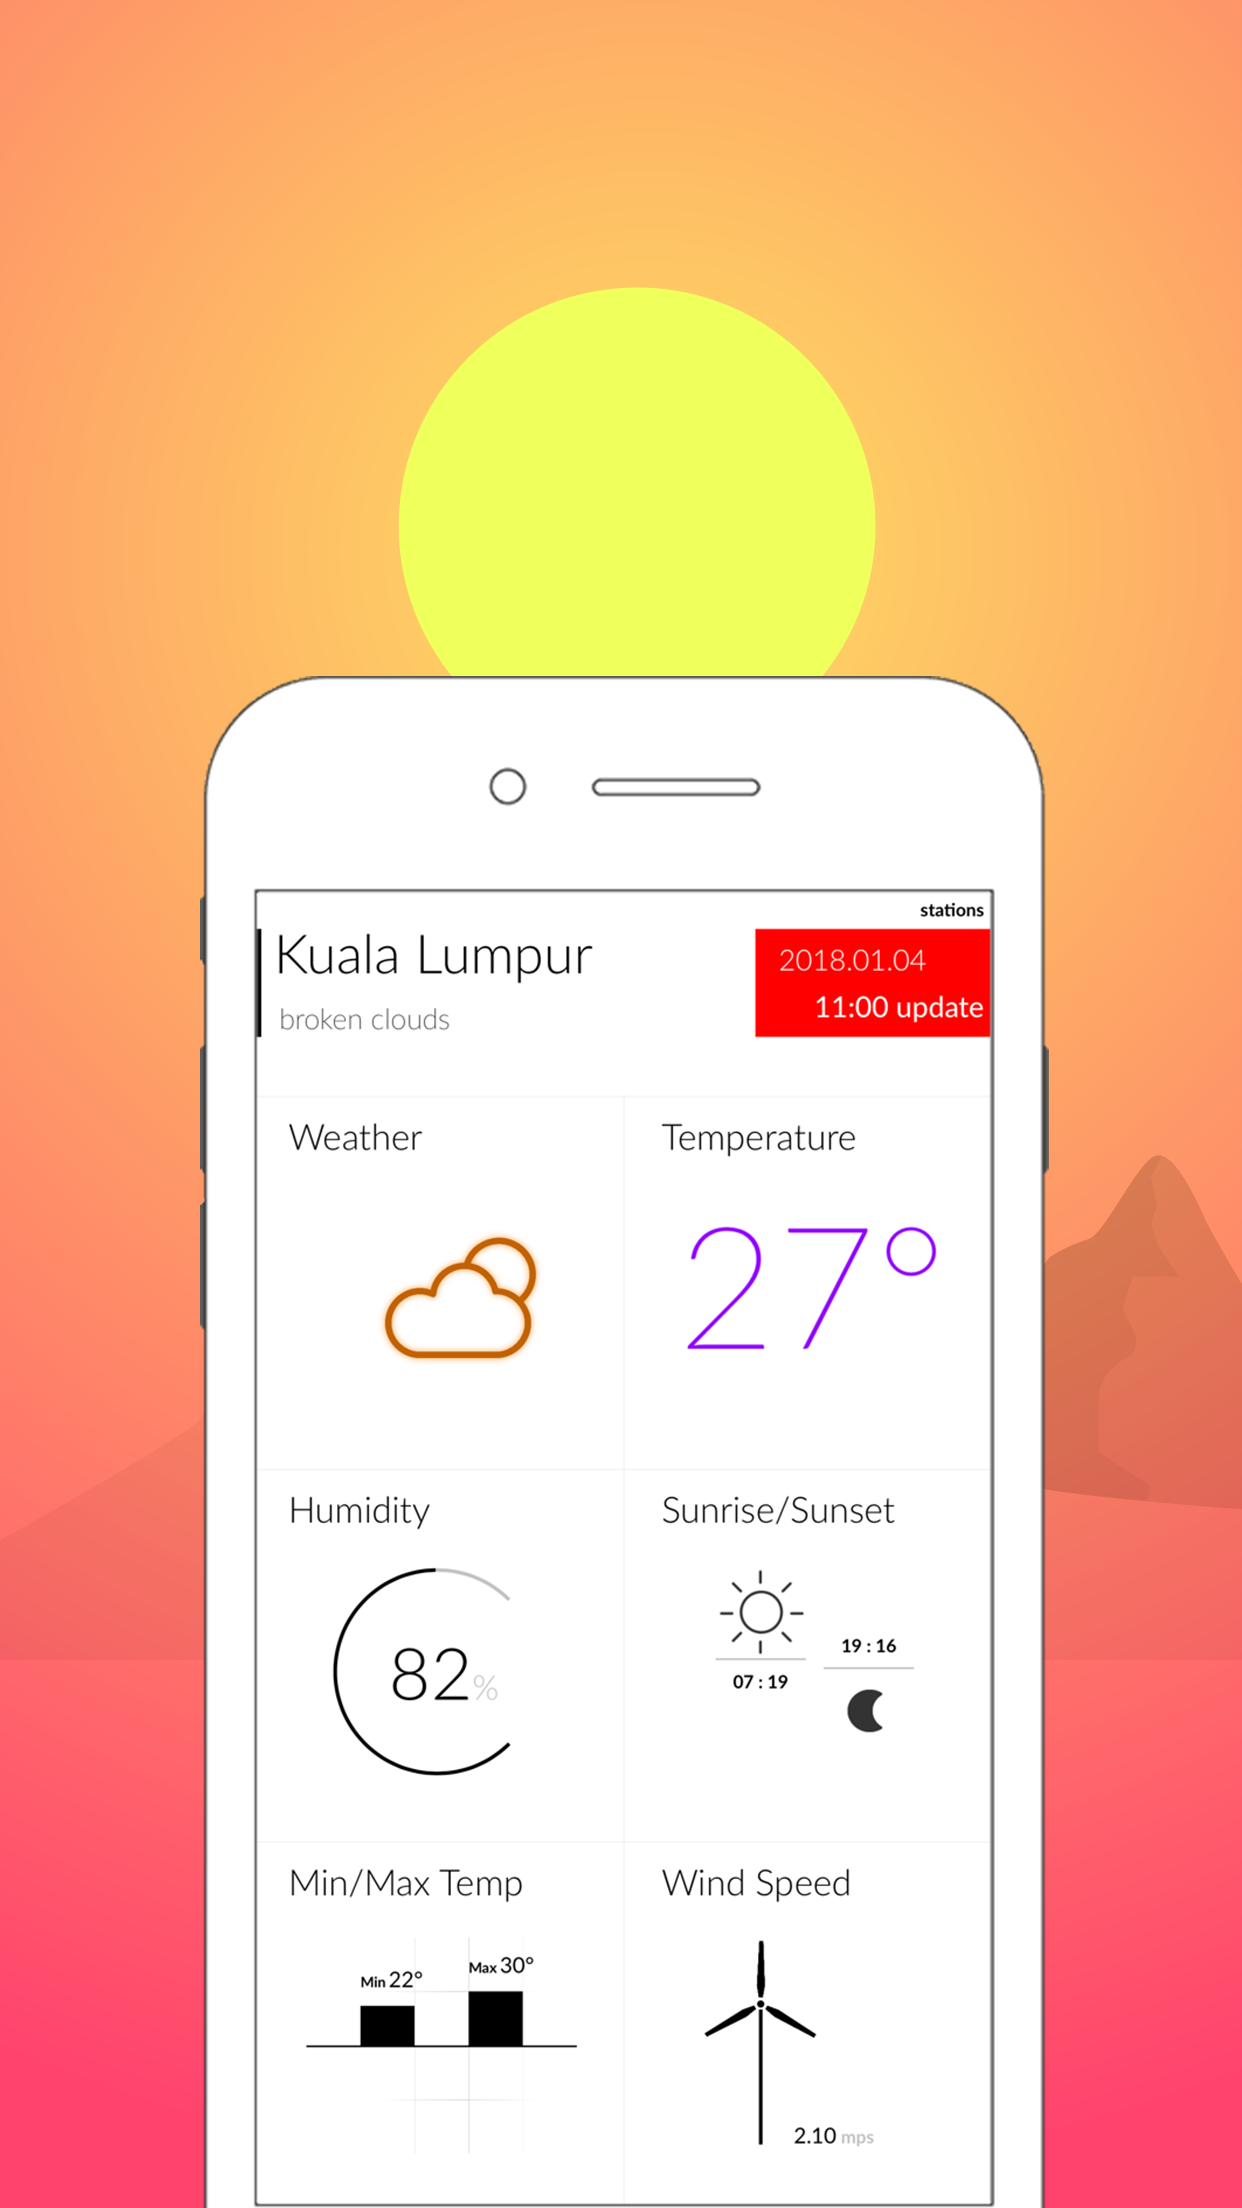 stations
Kuala Lumpur
broken clouds
2018.01.04
11:00 update
Weather
Temperature
27°
Humidity
82%
Sunrise/Sunset
07 : 19
19 : 16
Min/Max Temp
Min 22°
Max 30°
Wind Speed
2.10 mps